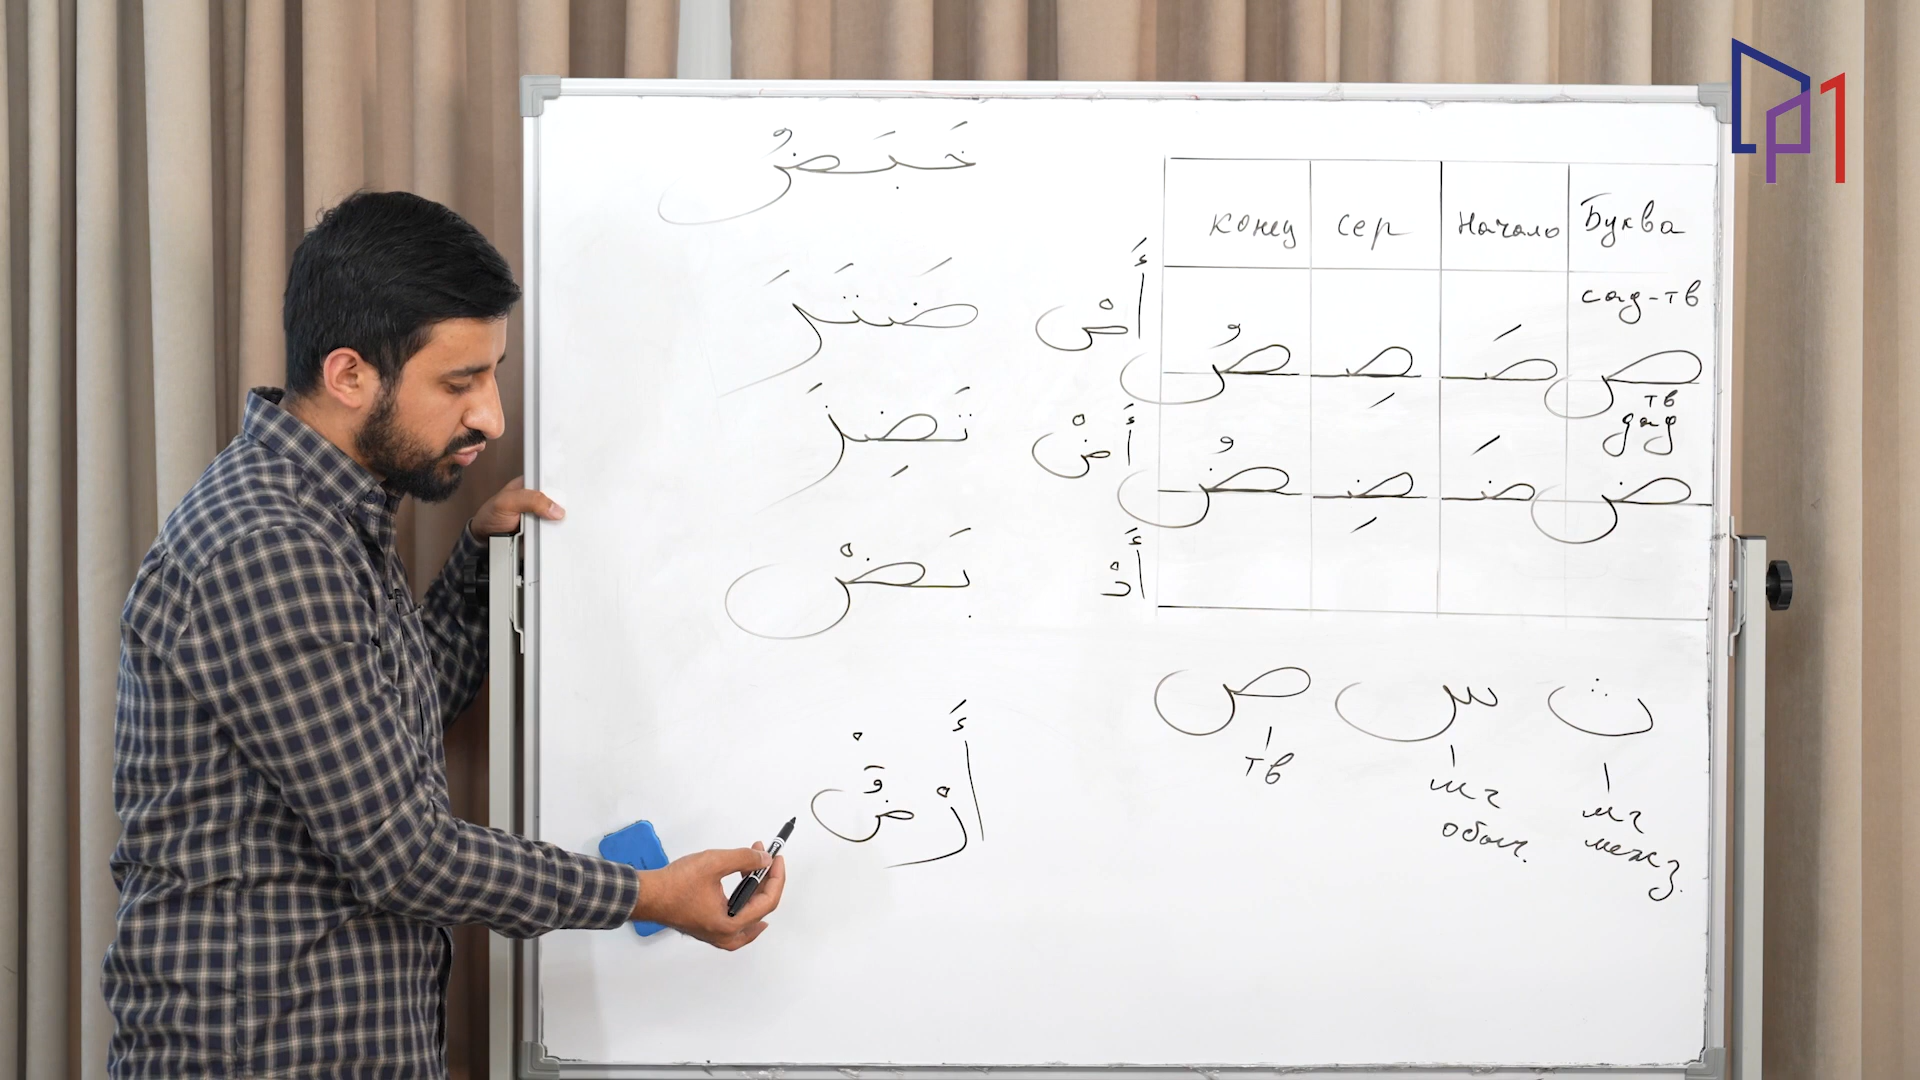 Буква Начало сер конец
сад-тв
ص صَ صِ صُ
тв
дад
ض ضَ ضِ ضُ
أَصْ
أَضْ
أَدْ
خَبَضُ
ضَتَرَ
تَضِرَ
بَضْ
أَرْضْ
ث س ص
мг межз.
мг обыч.
тв